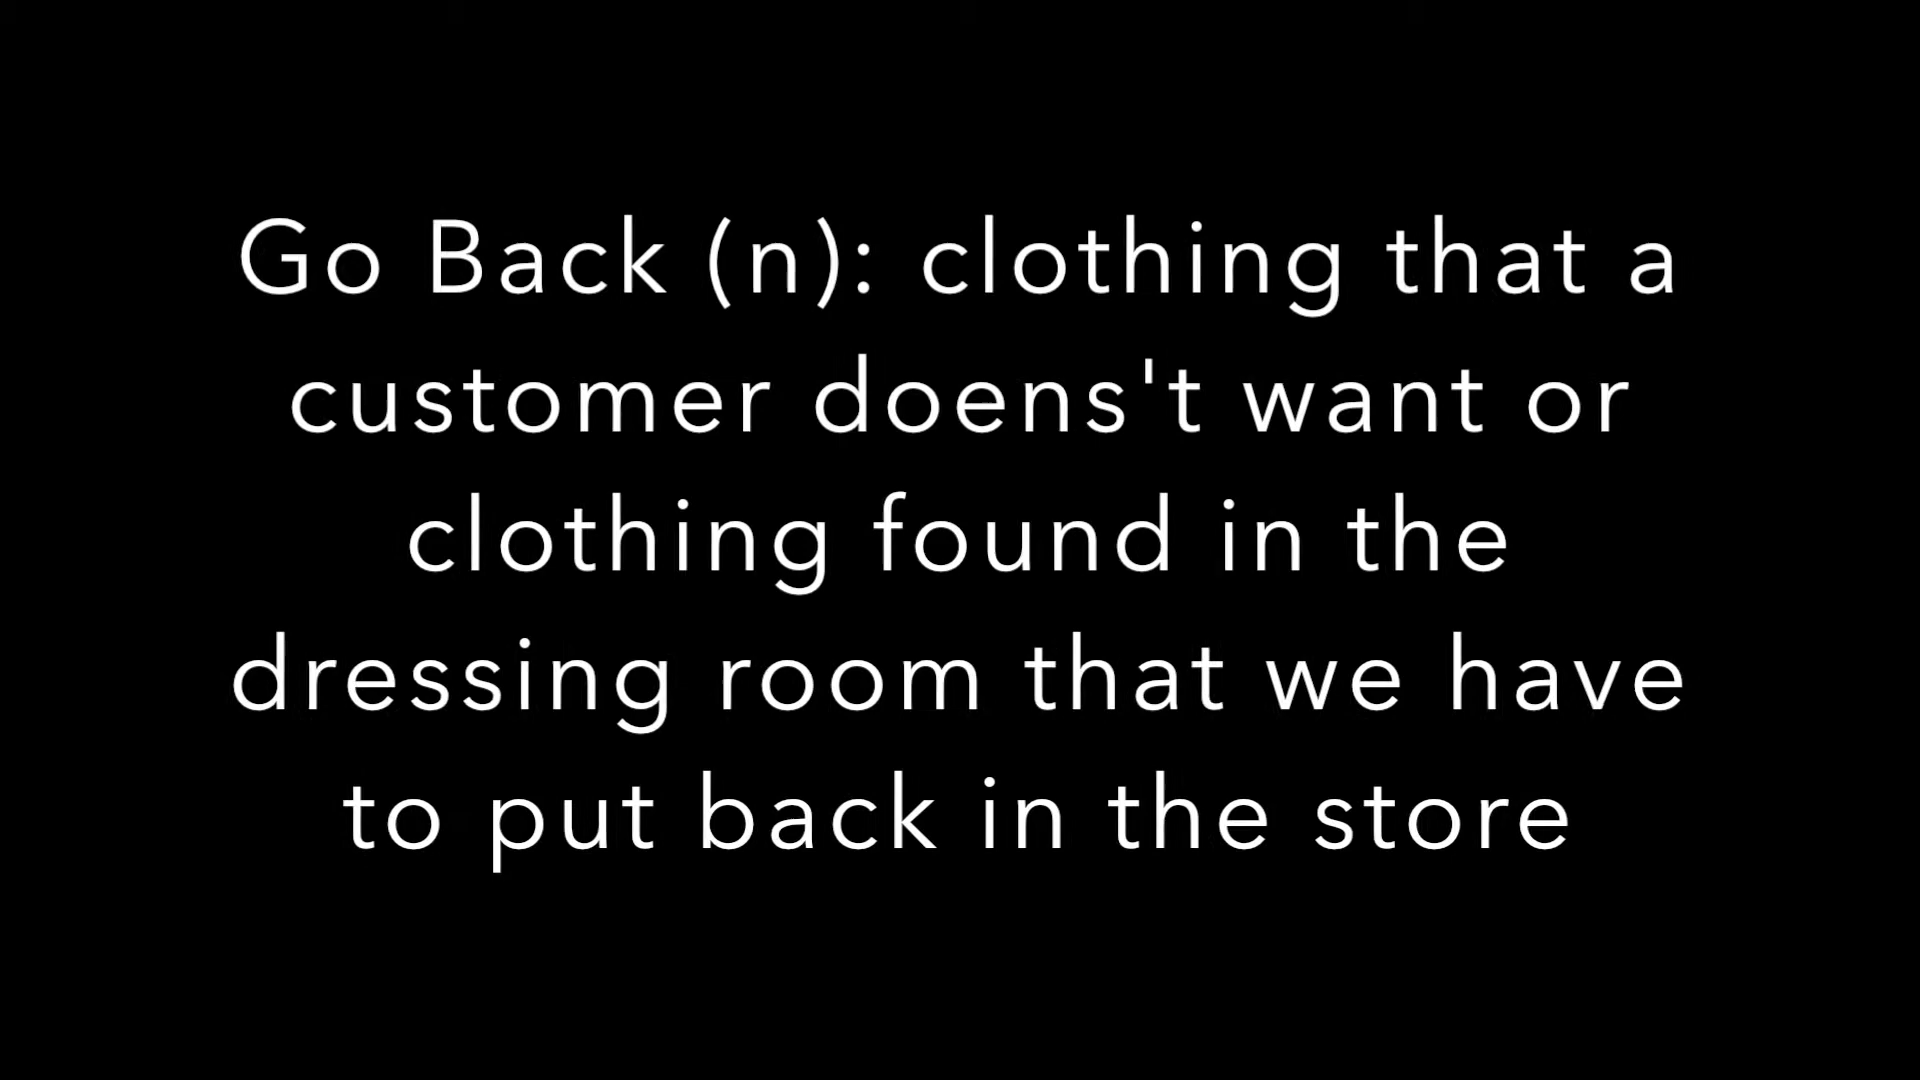 Go Back (n): clothing that a
customer doens't want or
clothing found in the
dressing room that we have
to put back in the store